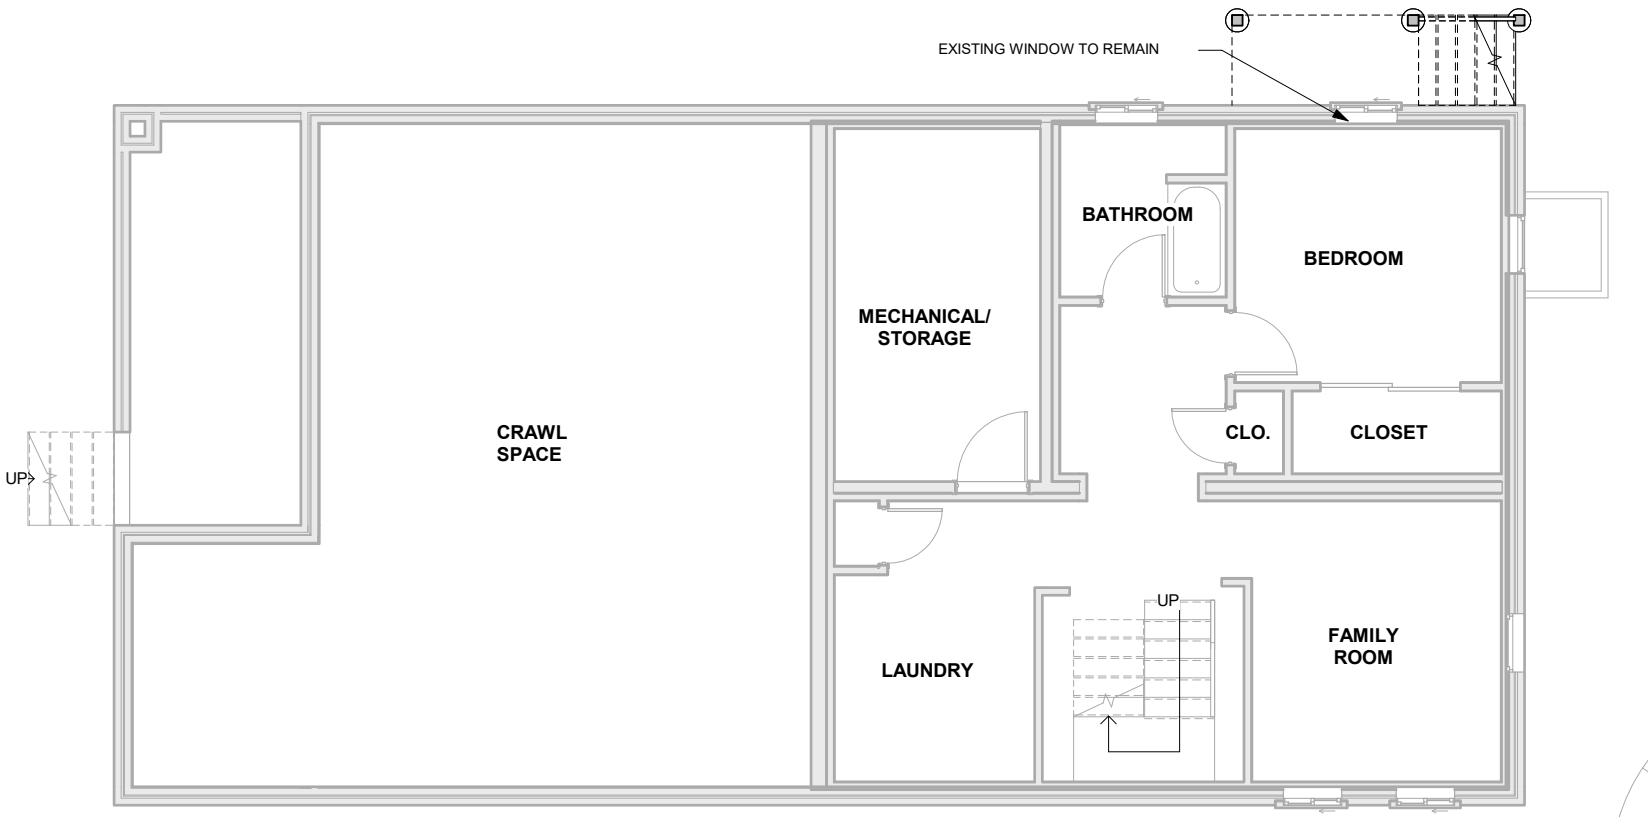 EXISTING WINDOW TO REMAIN
BATHROOM
BEDROOM
MECHANICAL/
STORAGE
CRAWL
SPACE
CLO.
CLOSET
UP
UP
FAMILY
ROOM
LAUNDRY